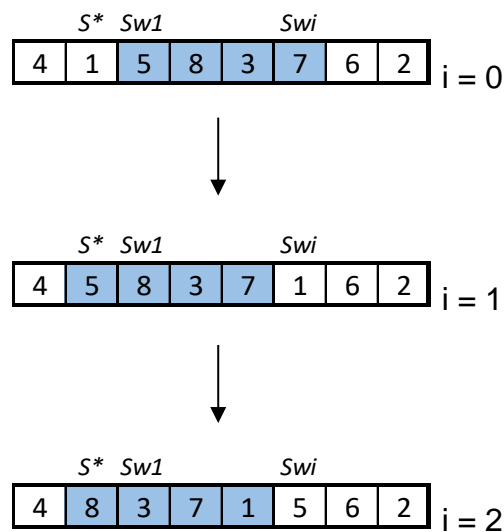 S* Sw1 Swi
4 1 5 8 3 7 6 2 i = 0
S* Sw1 Swi
4 5 8 3 7 1 6 2 i = 1
S* Sw1 Swi
4 8 3 7 1 5 6 2 i = 2